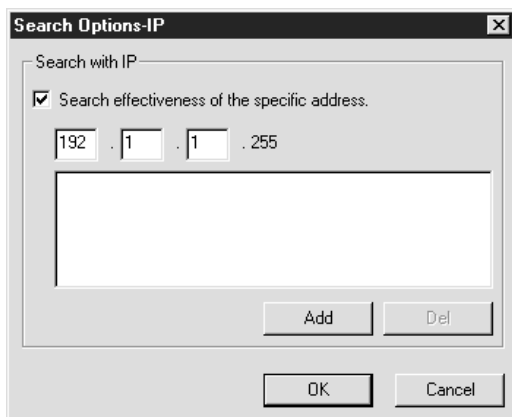 Search Options-IP
Search with IP
Search effectiveness of the specific address.
192 . 1 . 1 . 255
Add Del
OK Cancel